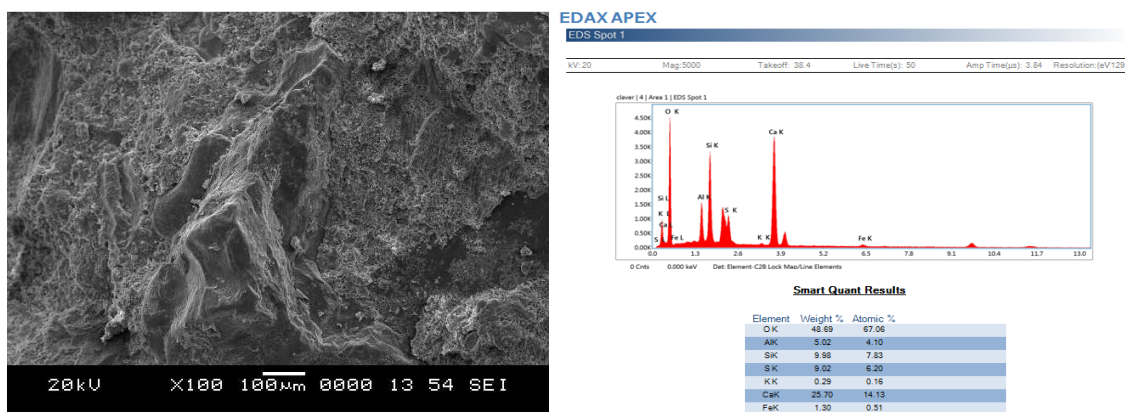 20kV X100 100µm 0000 13 54 SEI
EDAX APEX
EDS Spot 1
kV: 20 Mag:5000 Takeoff: 38.4 Live Time(s): 50 Amp Time(µs): 3.84 Resolution:(eV)129
claver | 4 | Area 1 | EDS Spot 1
4.50K
4.00K
3.50K
3.00K
2.50K
2.00K
1.50K
1.00K
0.50K
0.00K
O K
Ca K
Si K
Si L
Al K
K L
S K
Ca
S
Fe L
K K
Fe K
0.0 1.3 2.6 3.9 5.2 6.5 7.8 9.1 10.4 11.7 13.0
0 Cnts 0.000 keV Det: Element-C2B Lock Map/Line Elements
Smart Quant Results
Element Weight % Atomic %
O K 48.69 67.06
AlK 5.02 4.10
SiK 9.98 7.83
S K 9.02 6.20
K K 0.29 0.16
CaK 25.70 14.13
FeK 1.30 0.51